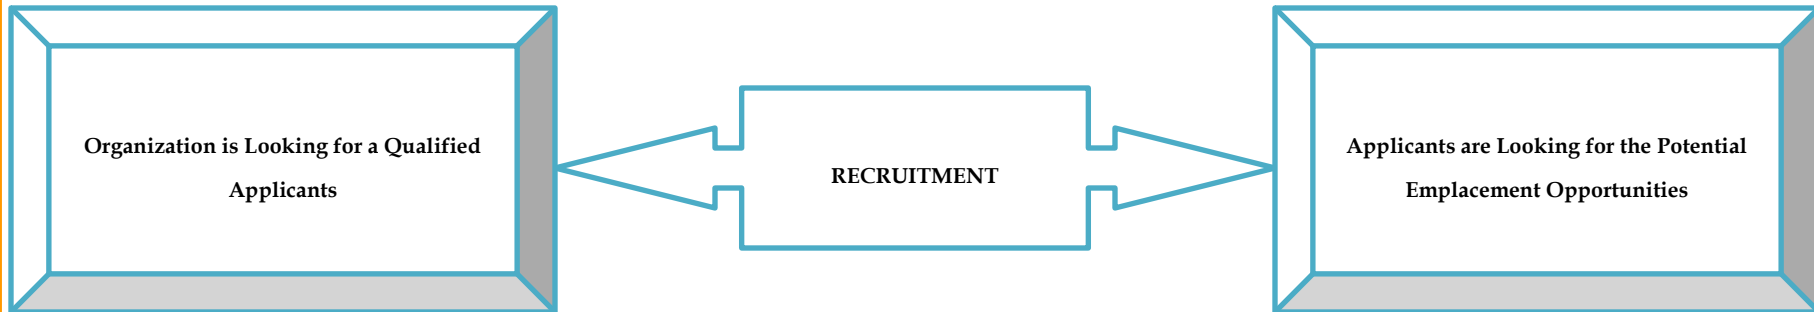 Organization is Looking for a Qualified
Applicants
RECRUITMENT
Applicants are Looking for the Potential
Emplacement Opportunities